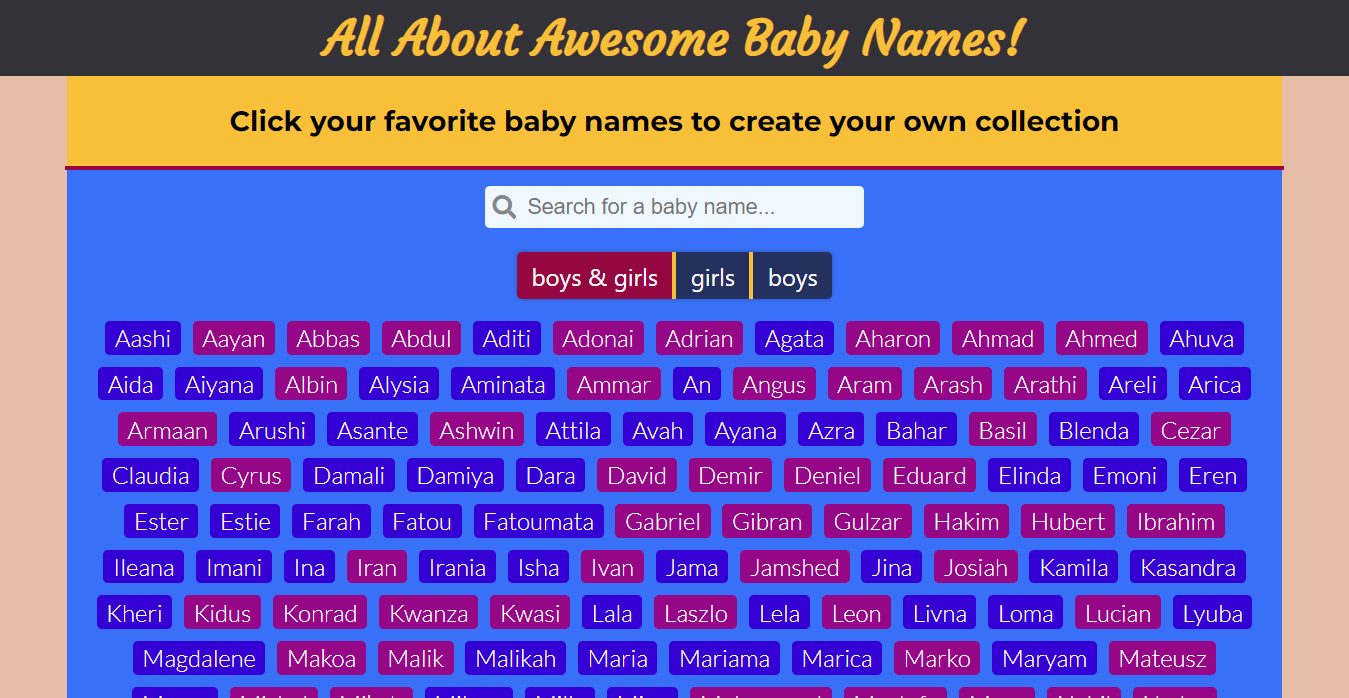 All About Awesome Baby Names!
Click your favorite baby names to create your own collection
Search for a baby name...
boys & girls girls boys
Aashi Aayan Abbas Abdul Aditi Adonai Adrian Agata Aharon Ahmad Ahmed Ahuva
Aida Aiyana Albin Alysia Aminata Ammar An Angus Aram Arash Arathi Areli Arica
Armaan Arushi Asante Ashwin Attila Avah Ayana Azra Bahar Basil Blenda Cezar
Claudia Cyrus Damali Damiya Dara David Demir Deniel Eduard Elinda Emoni Eren
Ester Estie Farah Fatou Fatoumata Gabriel Gibran Gulzar Hakim Hubert Ibrahim
Ileana Imani Ina Iran Irania Isha Ivan Jama Jamshed Jina Josiah Kamila Kasandra
Kheri Kidus Konrad Kwanza Kwasi Lala Laszlo Lela Leon Livna Loma Lucian Lyuba
Magdalene Makoa Malik Malikah Maria Mariama Marica Marko Maryam Mateusz